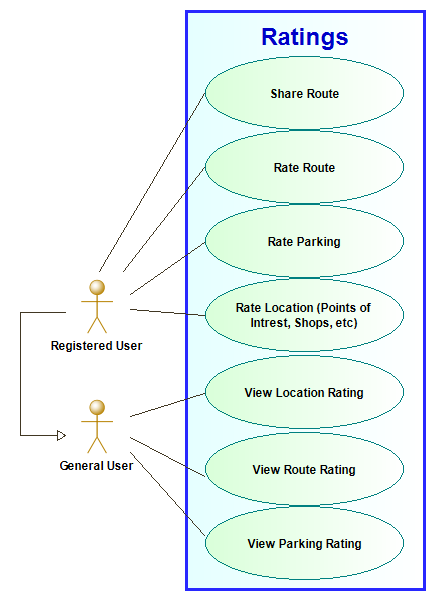 Ratings
Share Route
Rate Route
Rate Parking
Rate Location (Points of
Intrest, Shops, etc)
Registered User
View Location Rating
General User
View Route Rating
View Parking Rating